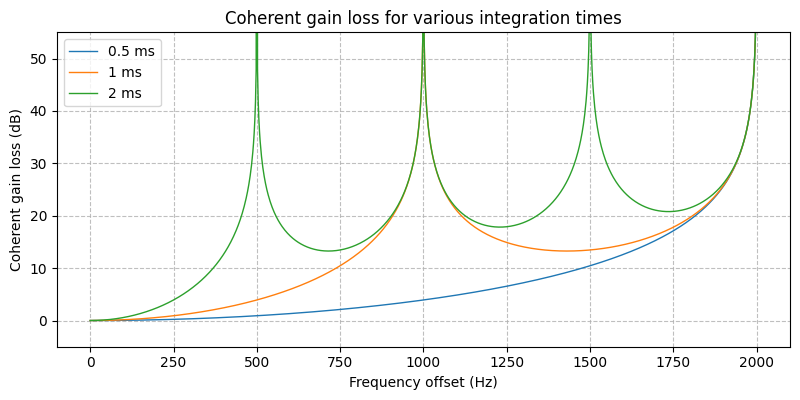 Coherent gain loss for various integration times
0.5 ms
1 ms
2 ms
Coherent gain loss (dB)
50
40
30
20
10
0
0 250 500 750 1000 1250 1500 1750 2000
Frequency offset (Hz)